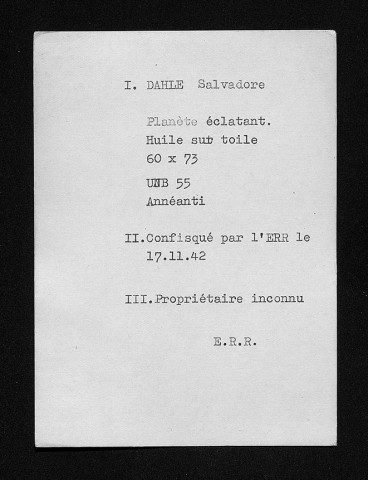 I. DAHLE Salvadore
Planète éclatant.
Huile sur toile
60 x 73
UNB 55
Annéanti
II.Confisqué par l'ERR le
17.11.42
III.Propriétaire inconnu
E.R.R.